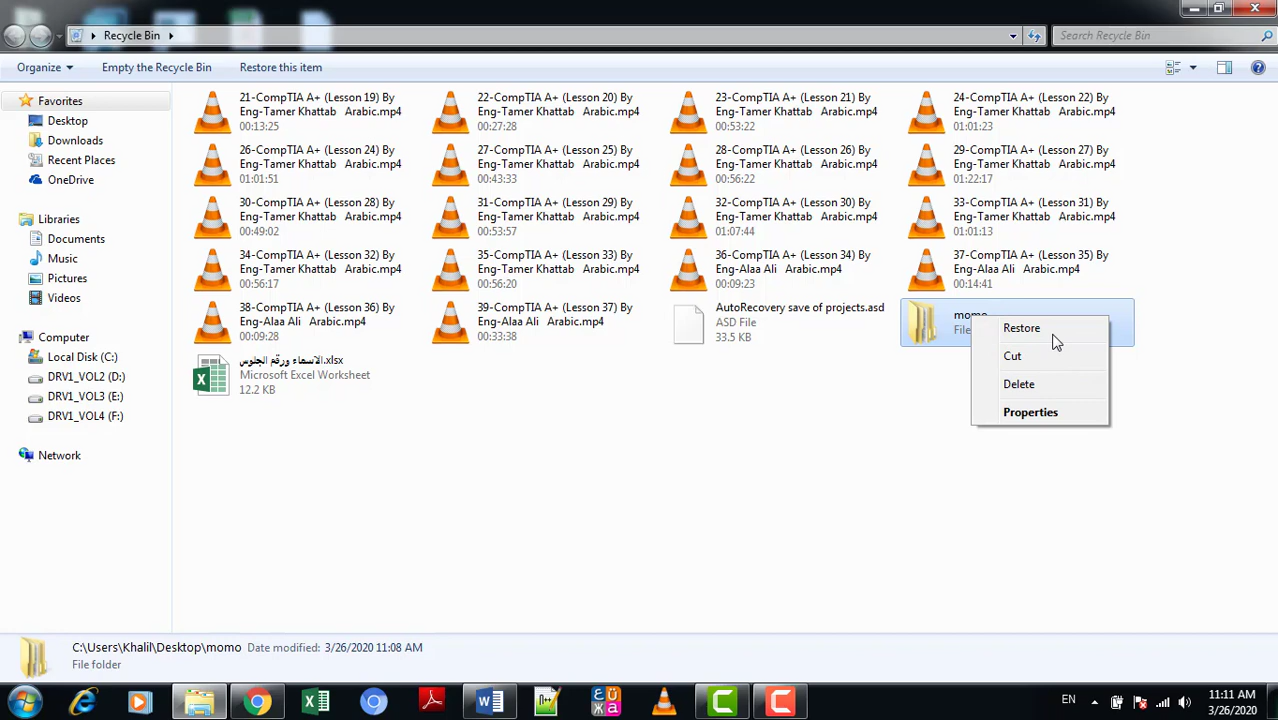 Recycle Bin
Search Recycle Bin
Organize
Empty the Recycle Bin
Restore this item
Favorites
Desktop
Downloads
Recent Places
OneDrive
Libraries
Documents
Music
Pictures
Videos
Computer
Local Disk (C:)
DRV1_VOL2 (D:)
DRV1_VOL3 (E:)
DRV1_VOL4 (F:)
Network
21-CompTIA A+ (Lesson 19) By
Eng-Tamer Khattab Arabic.mp4
00:13:25
22-CompTIA A+ (Lesson 20) By
Eng-Tamer Khattab Arabic.mp4
00:27:28
23-CompTIA A+ (Lesson 21) By
Eng-Tamer Khattab Arabic.mp4
00:53:22
24-CompTIA A+ (Lesson 22) By
Eng-Tamer Khattab Arabic.mp4
01:01:23
26-CompTIA A+ (Lesson 24) By
Eng-Tamer Khattab Arabic.mp4
01:01:51
27-CompTIA A+ (Lesson 25) By
Eng-Tamer Khattab Arabic.mp4
00:43:33
28-CompTIA A+ (Lesson 26) By
Eng-Tamer Khattab Arabic.mp4
00:56:22
29-CompTIA A+ (Lesson 27) By
Eng-Tamer Khattab Arabic.mp4
01:22:17
30-CompTIA A+ (Lesson 28) By
Eng-Tamer Khattab Arabic.mp4
00:49:02
31-CompTIA A+ (Lesson 29) By
Eng-Tamer Khattab Arabic.mp4
00:53:57
32-CompTIA A+ (Lesson 30) By
Eng-Tamer Khattab Arabic.mp4
01:07:44
33-CompTIA A+ (Lesson 31) By
Eng-Tamer Khattab Arabic.mp4
01:01:13
34-CompTIA A+ (Lesson 32) By
Eng-Tamer Khattab Arabic.mp4
00:56:17
35-CompTIA A+ (Lesson 33) By
Eng-Tamer Khattab Arabic.mp4
00:56:20
36-CompTIA A+ (Lesson 34) By
Eng-Alaa Ali Arabic.mp4
00:09:23
37-CompTIA A+ (Lesson 35) By
Eng-Alaa Ali Arabic.mp4
00:14:41
38-CompTIA A+ (Lesson 36) By
Eng-Alaa Ali Arabic.mp4
00:09:28
39-CompTIA A+ (Lesson 37) By
Eng-Alaa Ali Arabic.mp4
00:33:38
AutoRecovery save of projects.asd
ASD File
33.5 KB
momo
File
الاسماء ورقم الجلوس.xlsx
Microsoft Excel Worksheet
12.2 KB
Restore
Cut
Delete
Properties
C:\Users\Khalil\Desktop\momo Date modified: 3/26/2020 11:08 AM
File folder
EN
11:11 AM
3/26/2020